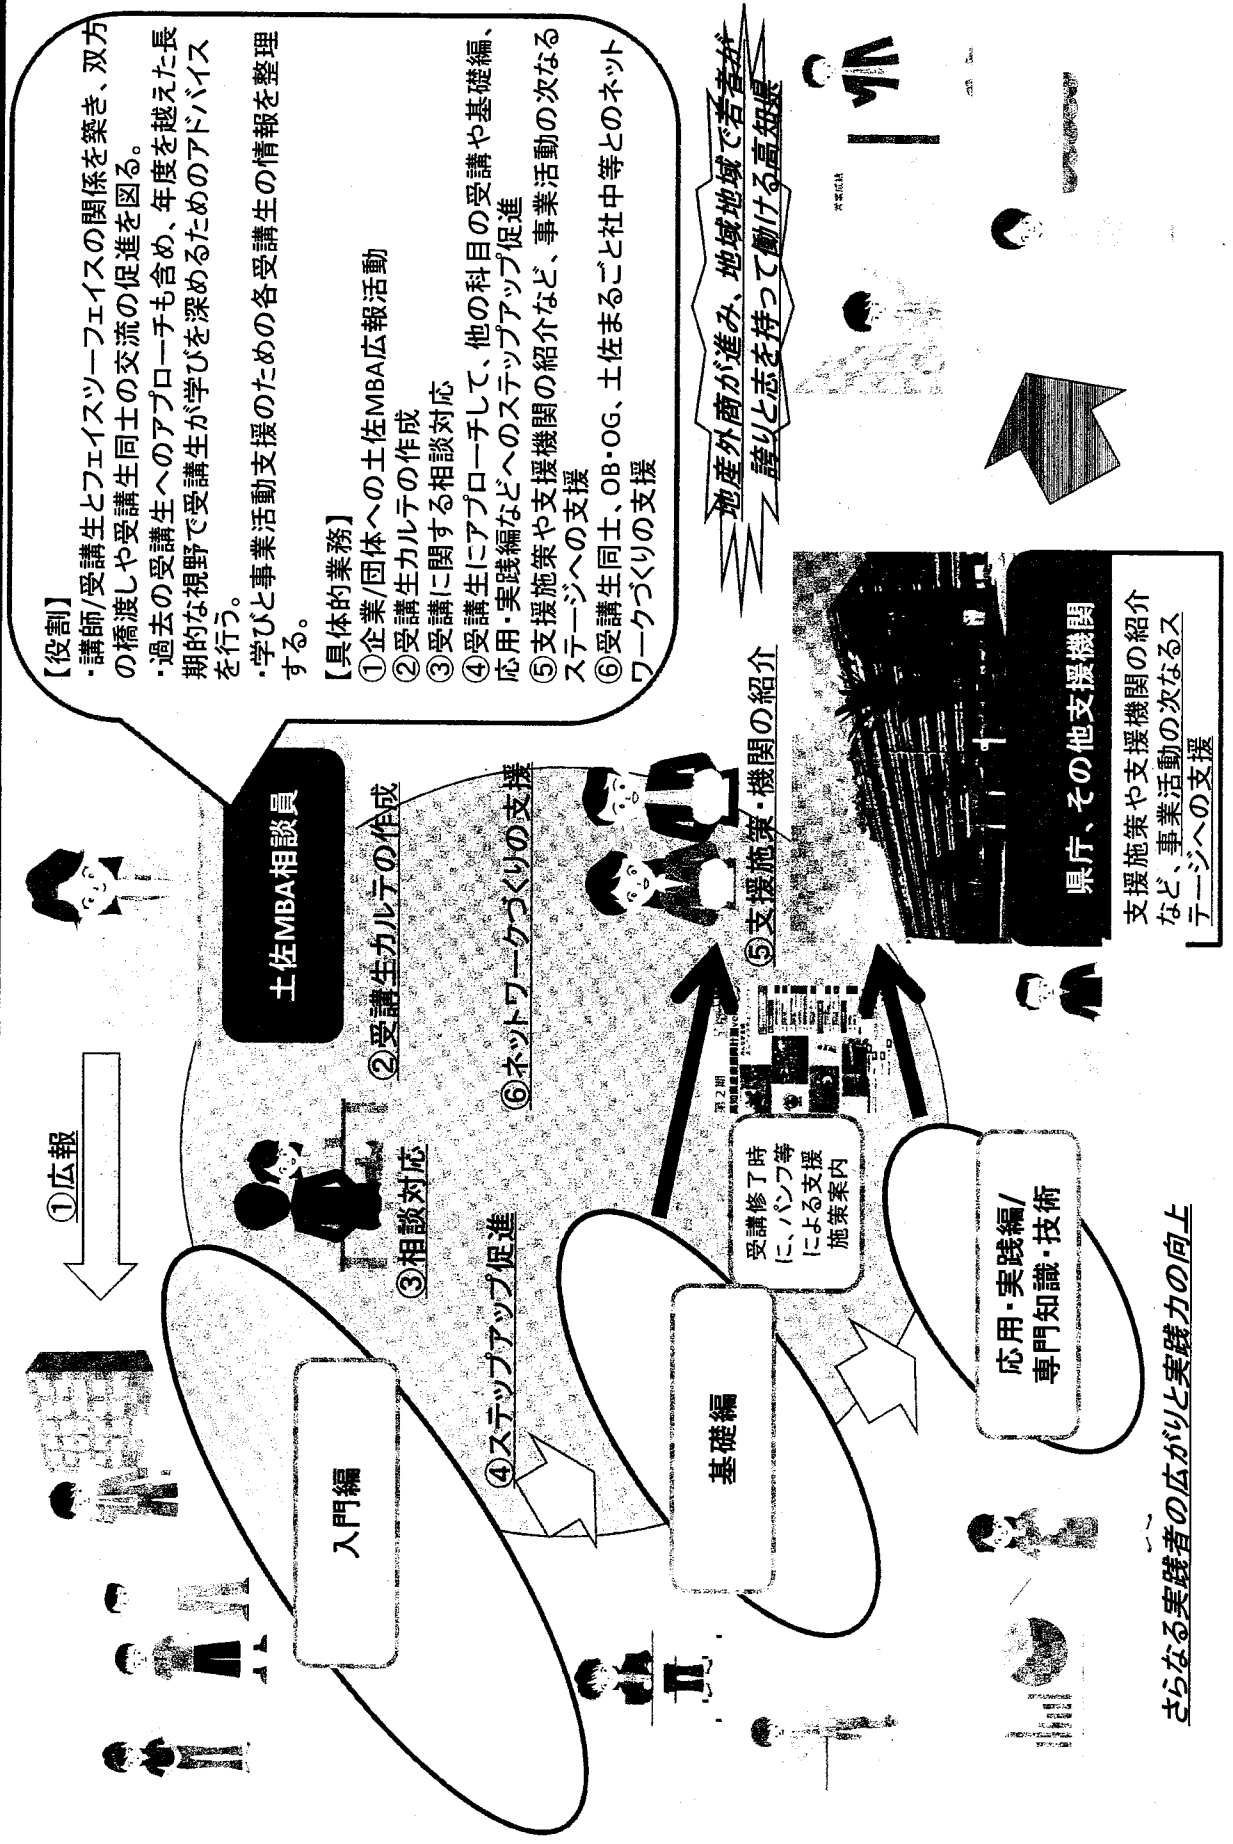 ①広報
土佐MBA相談員
【役割】
・講師/受講生とフェイスツーフェイスの関係を築き、双方
の橋渡しや受講生同士の交流の促進を図る。
・過去の受講生へのアプローチも含め、年度を越えた長
期的な視野で受講生が学びを深めるためのアドバイス
を行う。
・学びと事業活動支援のための各受講生の情報を整理
する。
【具体的業務】
①企業/団体への土佐MBA広報活動
②受講生カルテの作成
③受講に関する相談対応
④受講生にアプローチして、他の科目の受講や基礎編、
応用・実践編などへのステップアップ促進
⑤支援施策や支援機関の紹介など、事業活動の次なる
ステージへの支援
⑥受講生同士、OB・OG、土佐まるごと社中等とのネット
ワークづくりの支援
入門編
③相談対応
②受講生カルテの作成
④ステップアップ促進
⑥ネットワークづくりの支援
基礎編
受講修了時
に、パンフ等
による支援
施策案内
第2期
⑤支援施策・機関の紹介
地産外商が進み、地域地域で若者が
誇りと志を持って働ける高知県
営業成績
応用・実践編/
専門知識・技術
県庁、その他支援機関
支援施策や支援機関の紹介
など、事業活動の次なるス
テージへの支援
さらなる実践者の広がりと実践力の向上